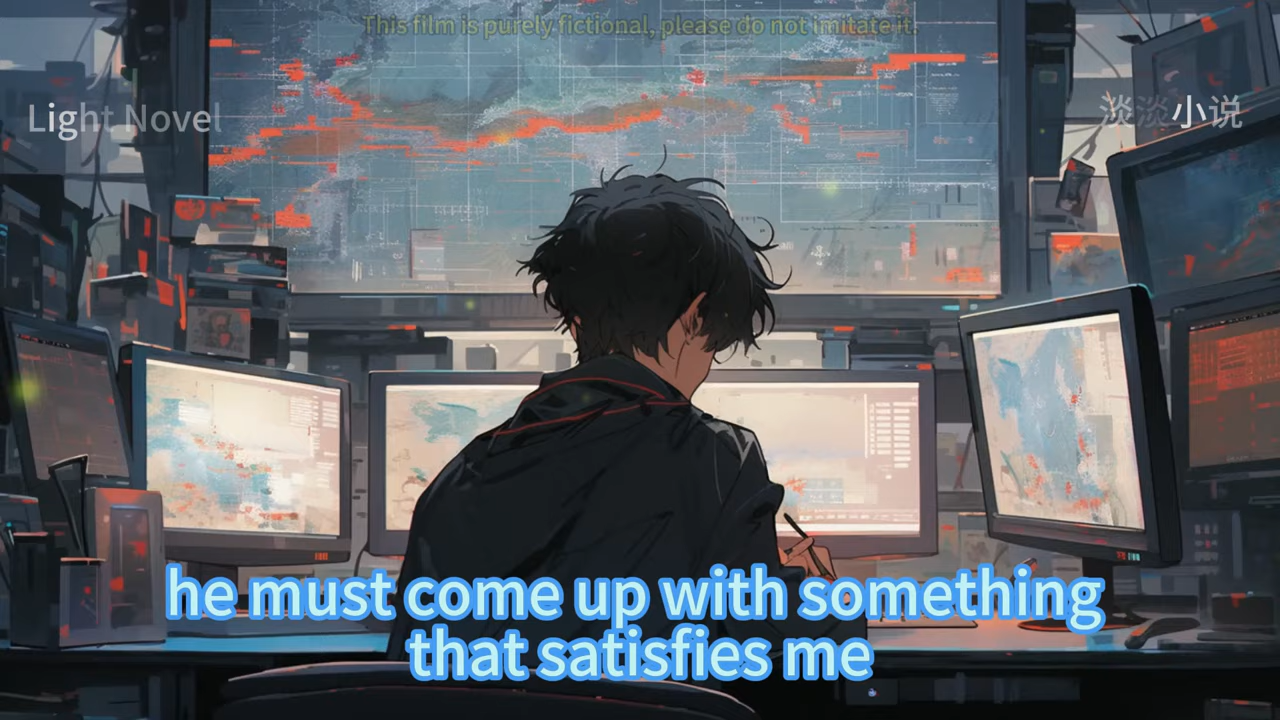 This film is purely fictional, please do not imitate it.
Light Novel
淡淡小说
he must come up with something
that satisfies me